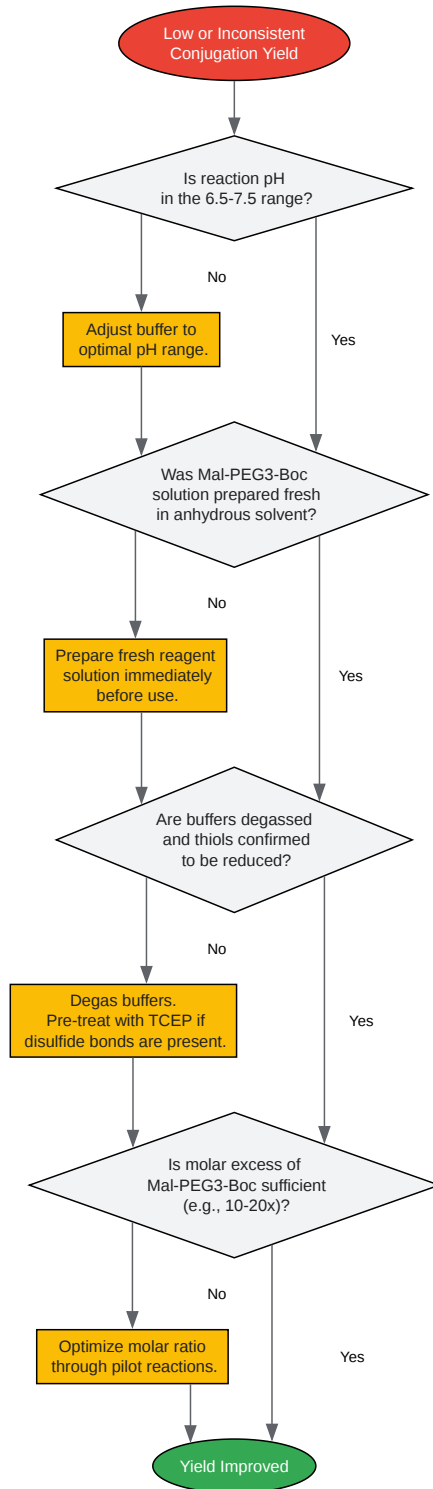 Low or Inconsistent
Conjugation Yield
Is reaction pH
in the 6.5-7.5 range?
No
Adjust buffer to
optimal pH range.
Yes
Was Mal-PEG3-Boc
solution prepared fresh
in anhydrous solvent?
No
Prepare fresh reagent
solution immediately
before use.
Yes
Are buffers degassed
and thiols confirmed
to be reduced?
No
Degas buffers.
Pre-treat with TCEP if
disulfide bonds are present.
Yes
Is molar excess of
Mal-PEG3-Boc sufficient
(e.g., 10-20x)?
No
Optimize molar ratio
through pilot reactions.
Yes
Yield Improved